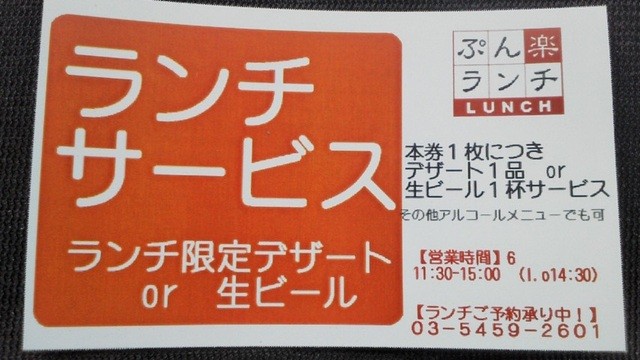 ランチ
サービス
ランチ限定デザート
or 生ビール
ぷん楽
ランチ
LUNCH
本券1枚につき
デザート1品 or
生ビール1杯サービス
その他アルコールメニューでも可
【営業時間】6
11:30-15:00 (l.o14:30)
【ランチご予約承り中!】
03-5459-2601